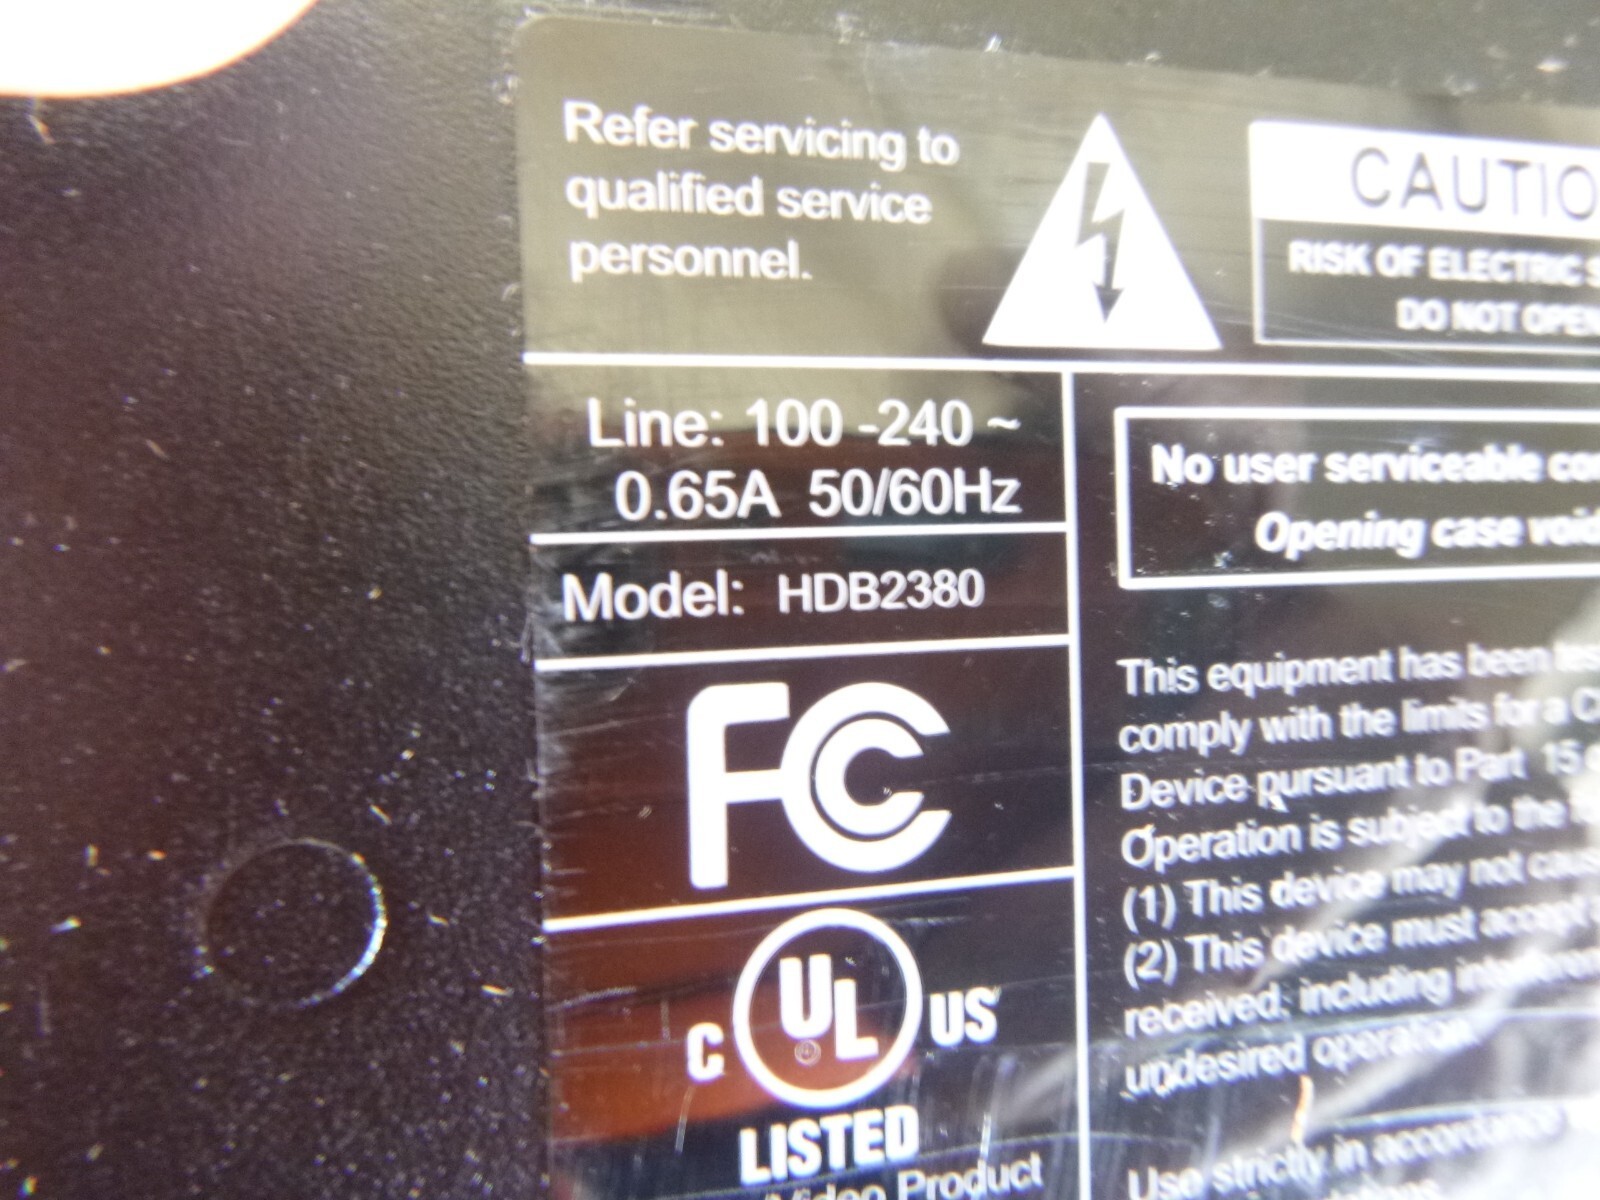 Refer servicing to
qualified service
personnel.
CAUTIO
RISK OF ELECTRIC
DO NOT OPEN
Line: 100 -240 ~
0.65A 50/60Hz
Model: HDB2380
FC
C UL US
LISTED
Video Product
No user serviceable
Opening case void
This equipment has been
comply with the limits for a
Device pursuant to Part 15
Operation is subject to the
(1) This device may not
(2) This device must accept
received, including
undesired operation.
Use strictly in accordance